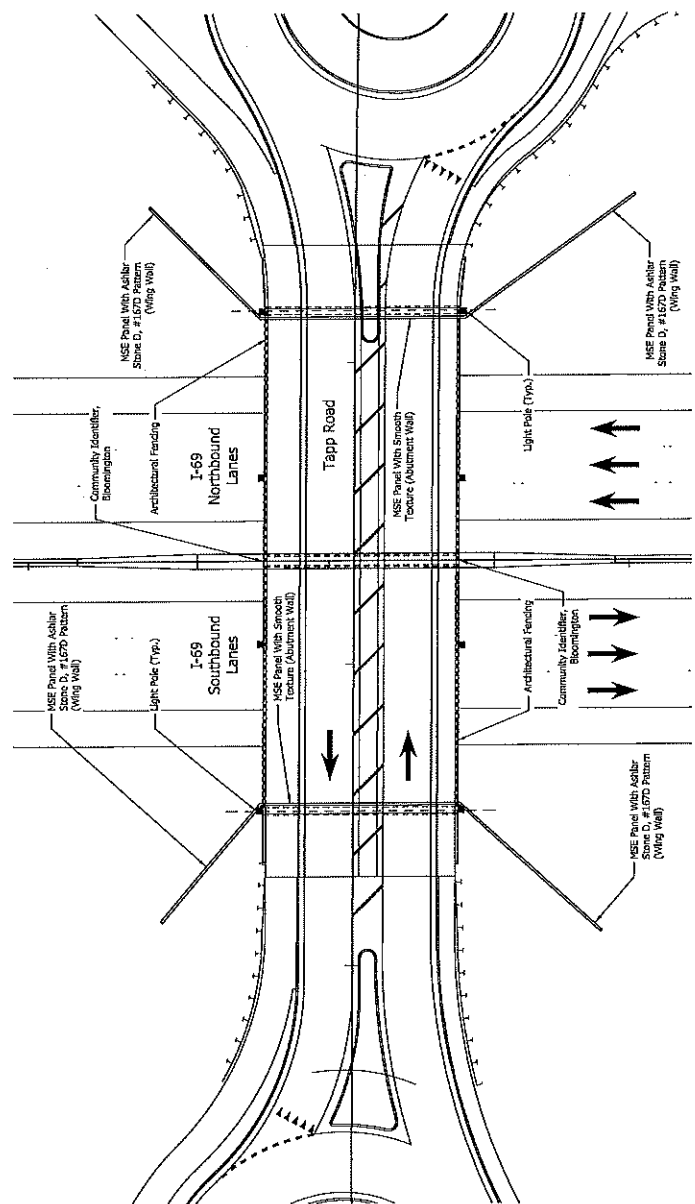 MSE Panel With Ashlar
Stone D, #167D Pattern
(Wing Wall)
Community Identifier,
Bloomington
Architectural Fencing
I-69
Northbound
Lanes
I-69
Southbound
Lanes
MSE Panel With Ashlar
Stone D, #167D Pattern
(Wing Wall)
Light Pole (Typ.)
Tapp Road
MSE Panel With Smooth
Texture (Abutment Wall)
MSE Panel With Smooth
Texture (Abutment Wall)
MSE Panel With Ashlar
Stone D, #167D Pattern
(Wing Wall)
Light Pole (Typ.)
Community Identifier,
Bloomington
Architectural Fencing
MSE Panel With Ashlar
Stone D, #167D Pattern
(Wing Wall)